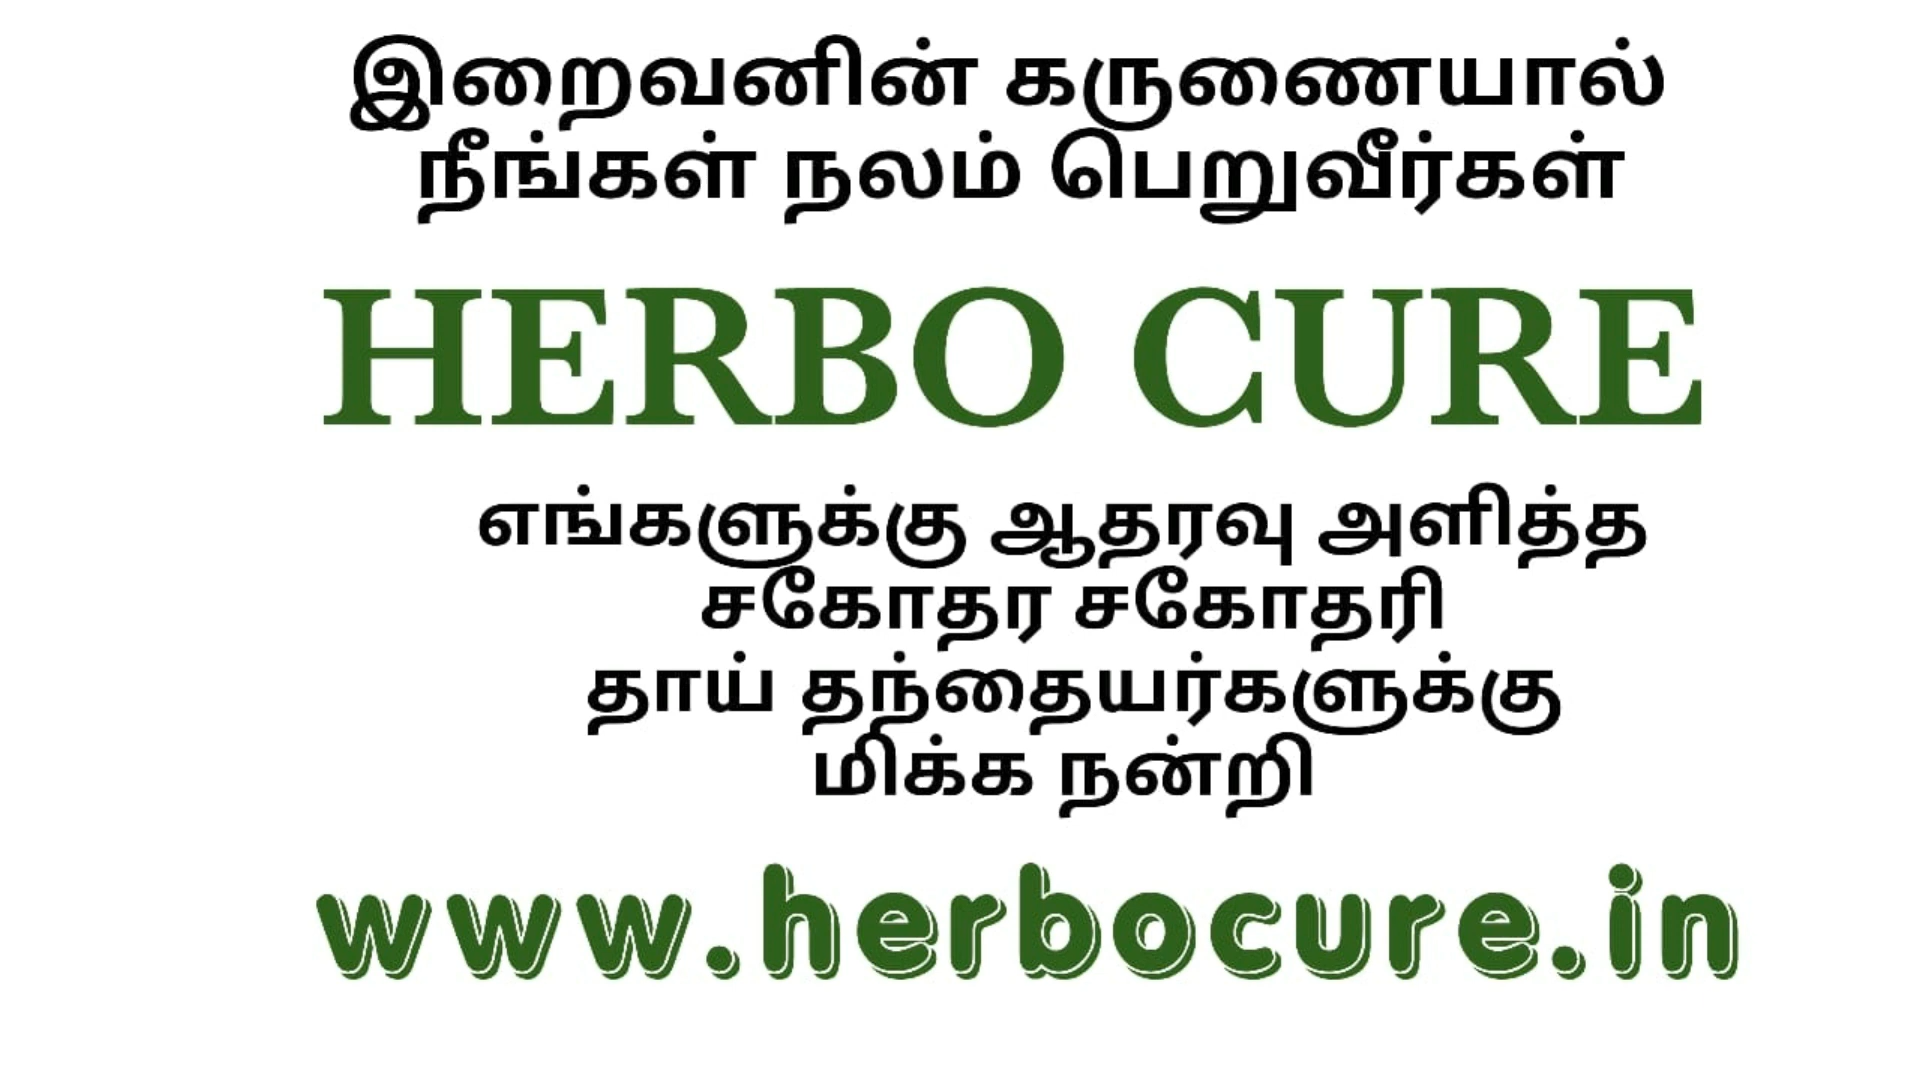 இறைவனின் கருணையால்
நீங்கள் நலம் பெறுவீர்கள்
HERBO CURE
எங்களுக்கு ஆதரவு அளித்த
சகோதர சகோதரி
தாய் தந்தையர்களுக்கு
மிக்க நன்றி
www.herbocure.in